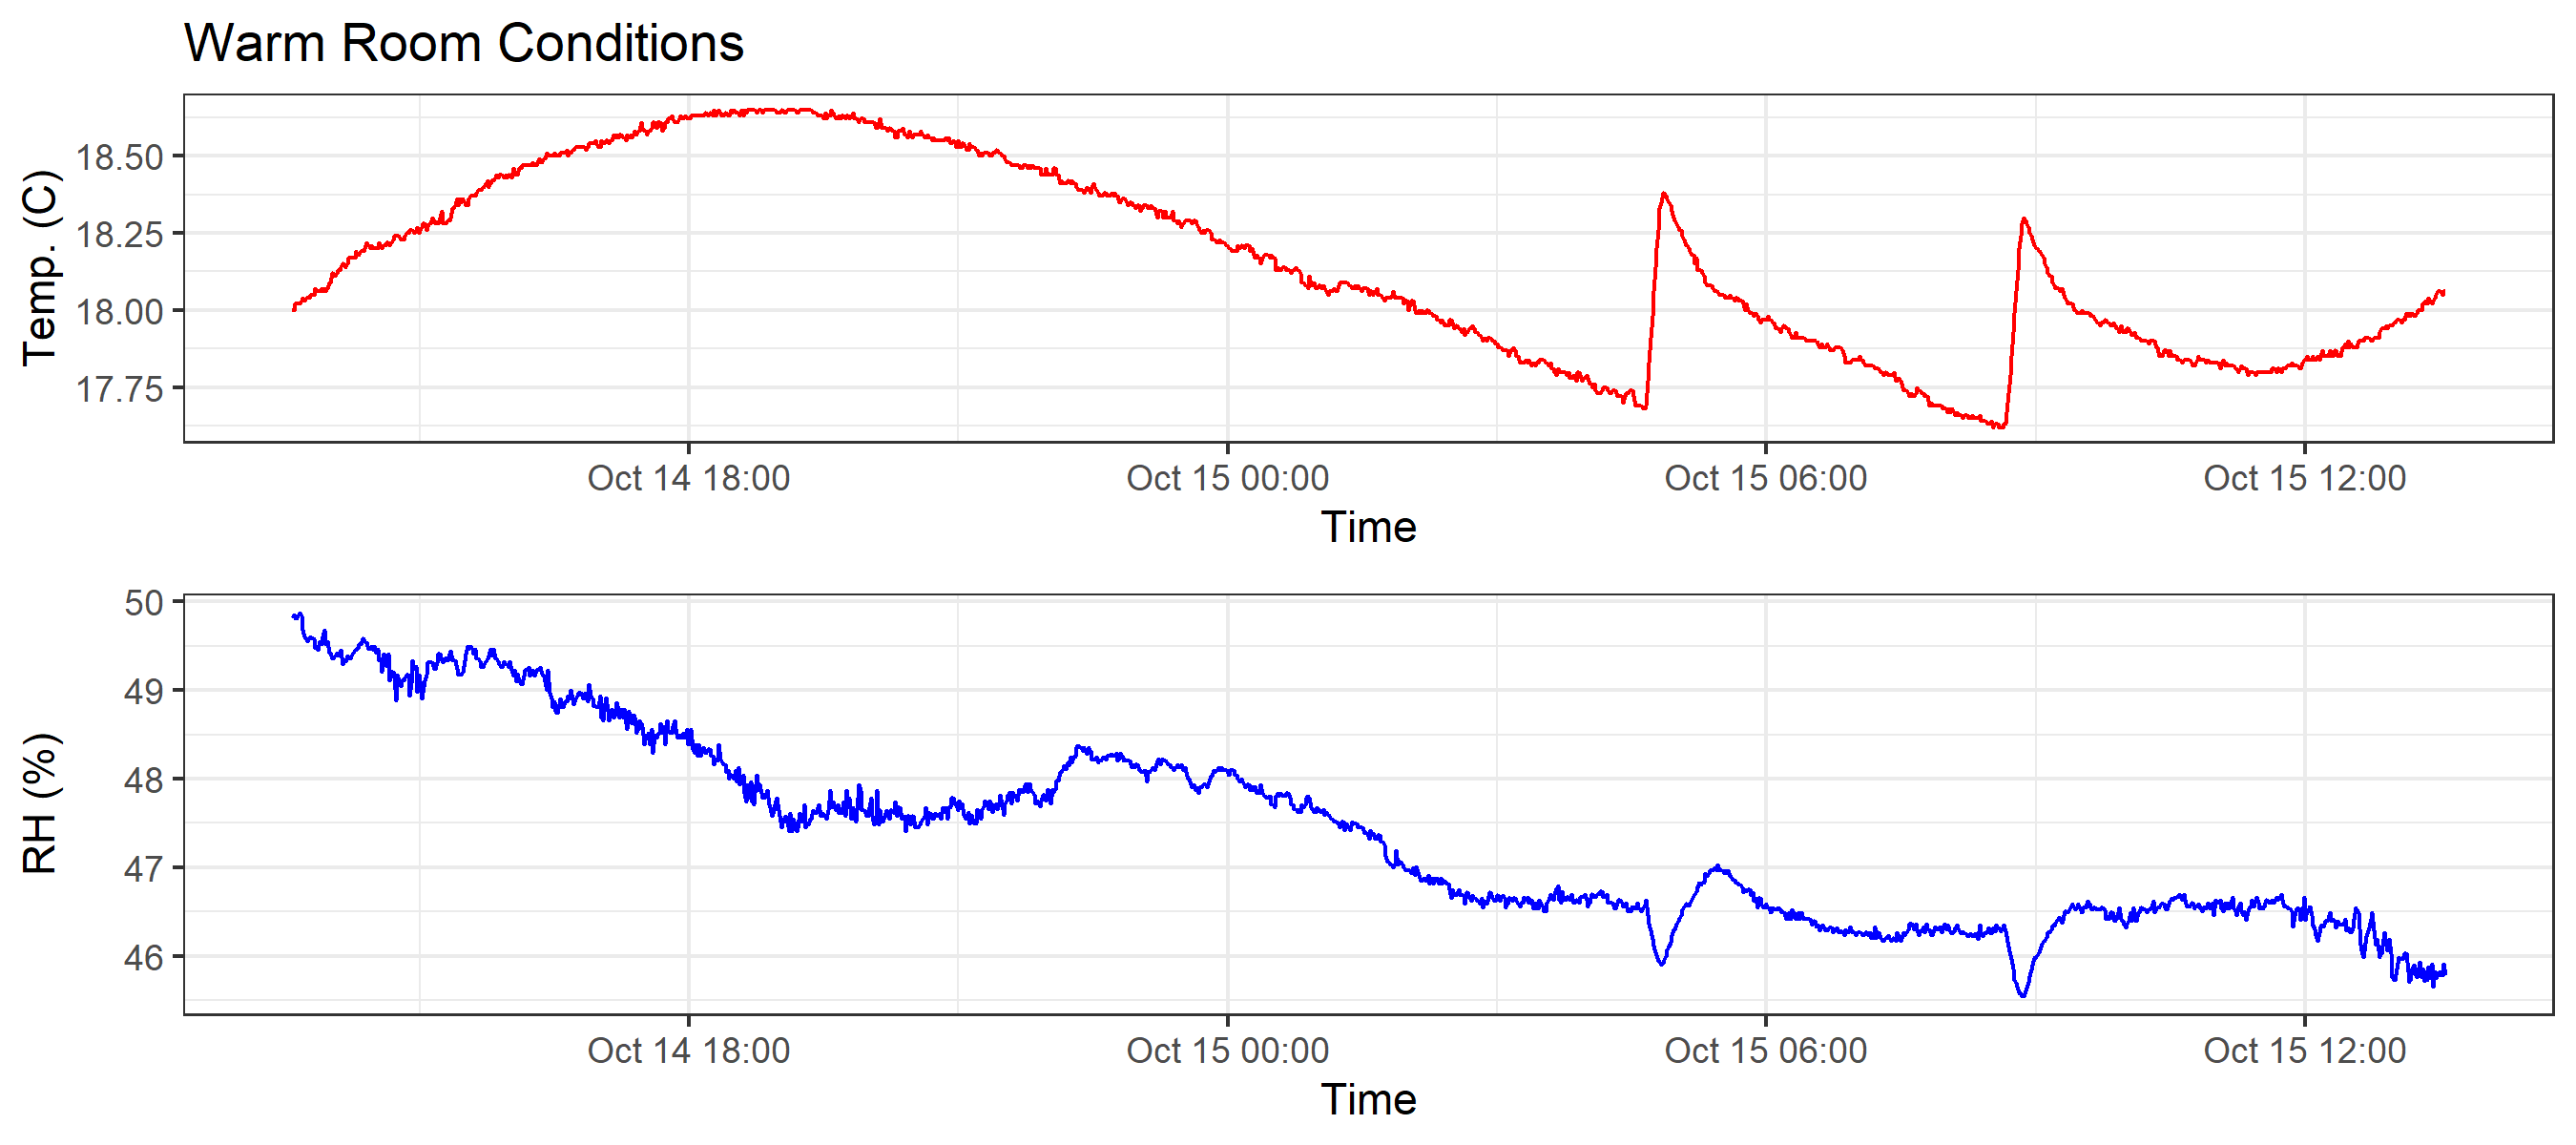 Warm Room Conditions
Temp. (C)
18.50
18.25
18.00
17.75
Oct 14 18:00 Oct 15 00:00 Oct 15 06:00 Oct 15 12:00
Time
RH (%)
50
49
48
47
46
Oct 14 18:00 Oct 15 00:00 Oct 15 06:00 Oct 15 12:00
Time